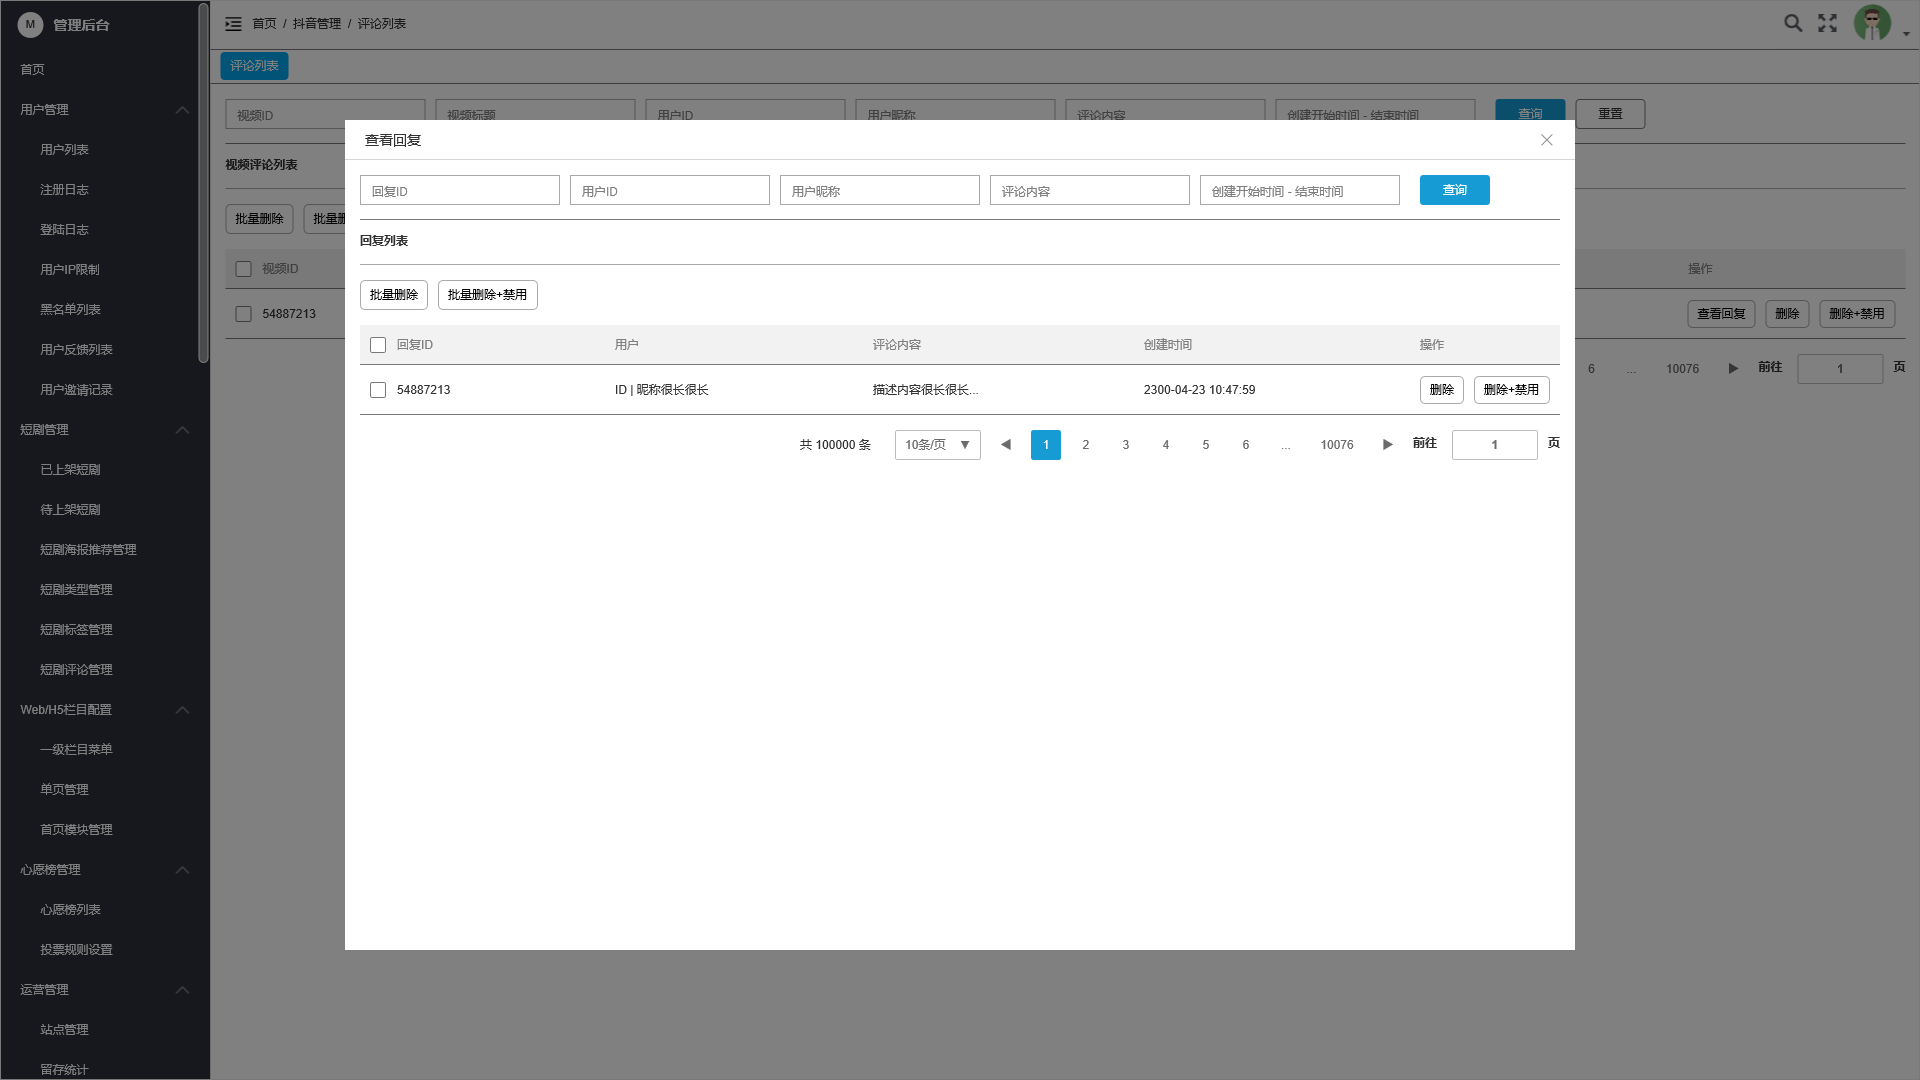 M 管理后台
首页 / 抖音管理 / 评论列表
首页
用户管理
用户列表
注册日志
登陆日志
用户IP限制
黑名单列表
用户反馈列表
用户邀请记录
短剧管理
已上架短剧
待上架短剧
短剧海报推荐管理
短剧类型管理
短剧标签管理
短剧评论管理
Web/H5栏目配置
一级栏目菜单
单页管理
首页模块管理
心愿榜管理
心愿榜列表
投票规则设置
运营管理
站点管理
留存统计
评论列表
视频ID 视频标题 用户ID 用户昵称 评论内容 创建开始时间 - 结束时间 查询 重置
视频评论列表
批量删除 批量删
视频ID 操作
54887213 查看回复 删除 删除+禁用
6 ... 10076 ▶ 前往 1 页
查看回复
回复ID 用户ID 用户昵称 评论内容 创建开始时间 - 结束时间 查询
回复列表
批量删除 批量删除+禁用
回复ID 用户 评论内容 创建时间 操作
54887213 ID | 昵称很长很长 描述内容很长很长... 2300-04-23 10:47:59 删除 删除+禁用
共 100000 条 10条/页 ▼ ◀ 1 2 3 4 5 6 ... 10076 ▶ 前往 1 页